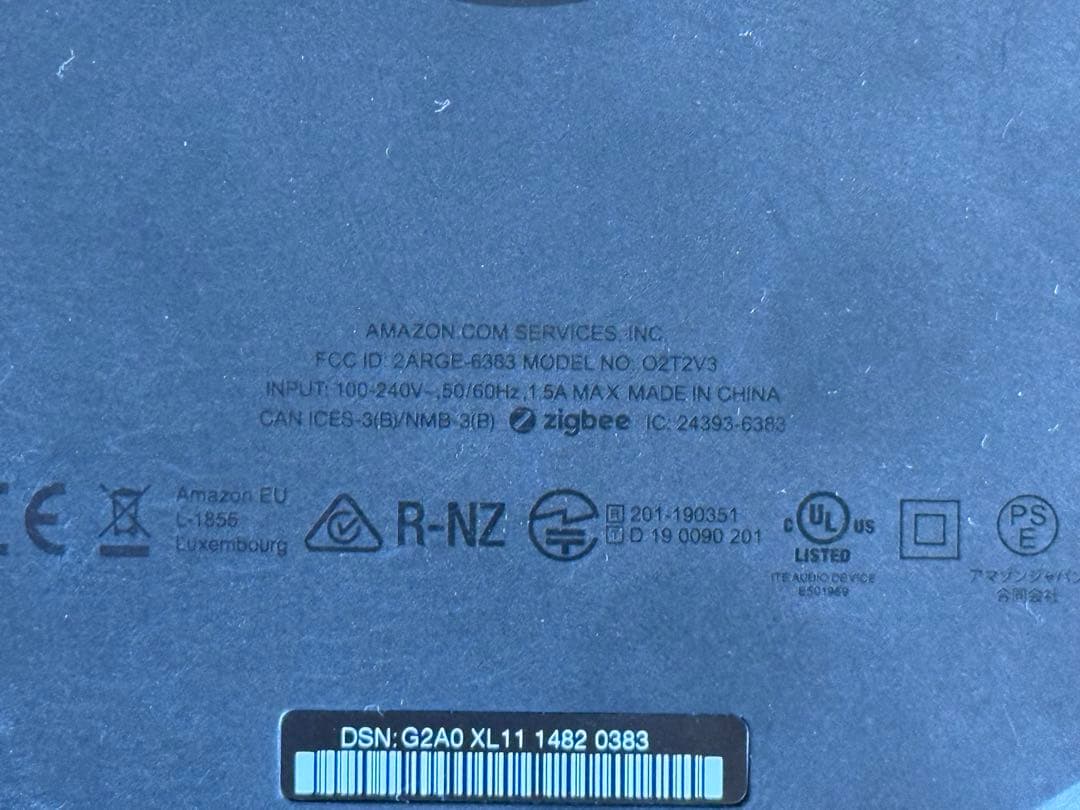 AMAZON.COM SERVICES, INC.
FCC ID: 2ARGE-6383 MODEL NO: O2T2V3
INPUT: 100-240V~,50/60Hz,1.5A MAX MADE IN CHINA
CAN ICES-3(B)/NMB-3(B) zigbee IC: 24393-6383
CE
Amazon EU
L-1855
Luxembourg
R-NZ
R 201-190351
T D 19 0090 201
C UL US
LISTED
ITE AUDIO DEVICE
E501969
PS
E
アマゾンジャパン
合同会社
DSN: G2A0 XL11 1482 0383